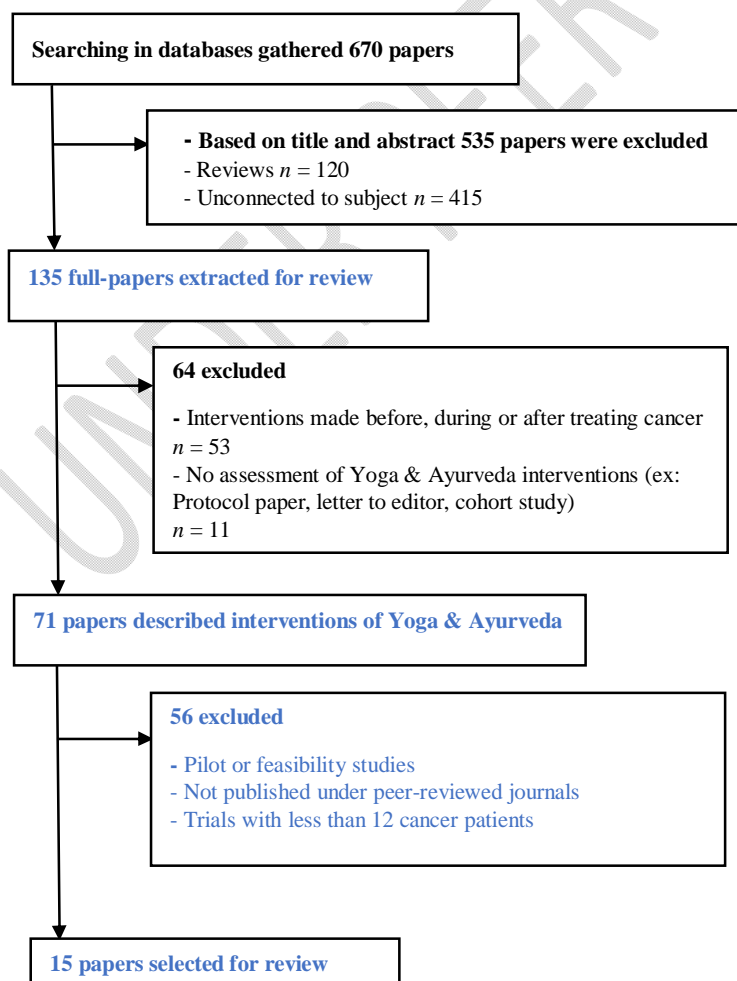 Searching in databases gathered 670 papers
- Based on title and abstract 535 papers were excluded
- Reviews n = 120
- Unconnected to subject n = 415
135 full-papers extracted for review
64 excluded
- Interventions made before, during or after treating cancer
n = 53
- No assessment of Yoga & Ayurveda interventions (ex:
Protocol paper, letter to editor, cohort study)
n = 11
71 papers described interventions of Yoga & Ayurveda
56 excluded
- Pilot or feasibility studies
- Not published under peer-reviewed journals
- Trials with less than 12 cancer patients
15 papers selected for review
UNDER PEER